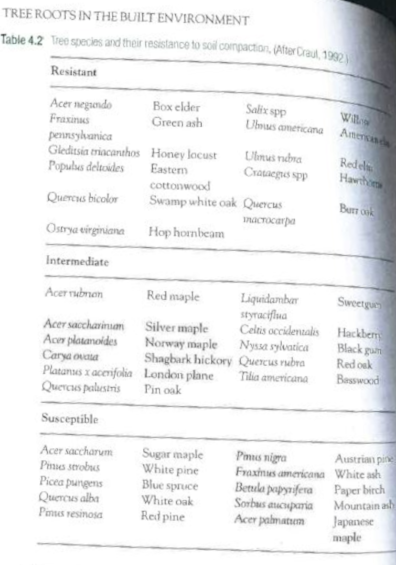 TREE ROOTS IN THE BUILT ENVIRONMENT
Table 4.2 Tree species and their resistance to soil compaction, (After Craul, 1992.)
Resistant
Acer negundo Box elder Salix spp Willow
Fraxinus Green ash Ulmus americana American elm
pennsylvanica
Gleditsia triacanthos Honey locust Ulmus rubra Red elm
Populus deltoides Eastern Crataegus spp Hawthorn
cottonwood
Quercus bicolor Swamp white oak Quercus Burr oak
macrocarpa
Ostrya virginiana Hop hornbeam
Intermediate
Acer rubrum Red maple Liquidambar Sweetgum
styraciflua
Acer saccharinum Silver maple Celtis occidentalis Hackberry
Acer platanoides Norway maple Nyssa sylvatica Black gum
Carya ovata Shagbark hickory Quercus rubra Red oak
Platanus x acerifolia London plane Tilia americana Basswood
Quercus palustris Pin oak
Susceptible
Acer saccharum Sugar maple Pinus nigra Austrian pine
Pinus strobus White pine Fraxinus americana White ash
Picea pungens Blue spruce Betula papyrifera Paper birch
Quercus alba White oak Sorbus aucuparia Mountain ash
Pinus resinosa Red pine Acer palmatum Japanese
maple